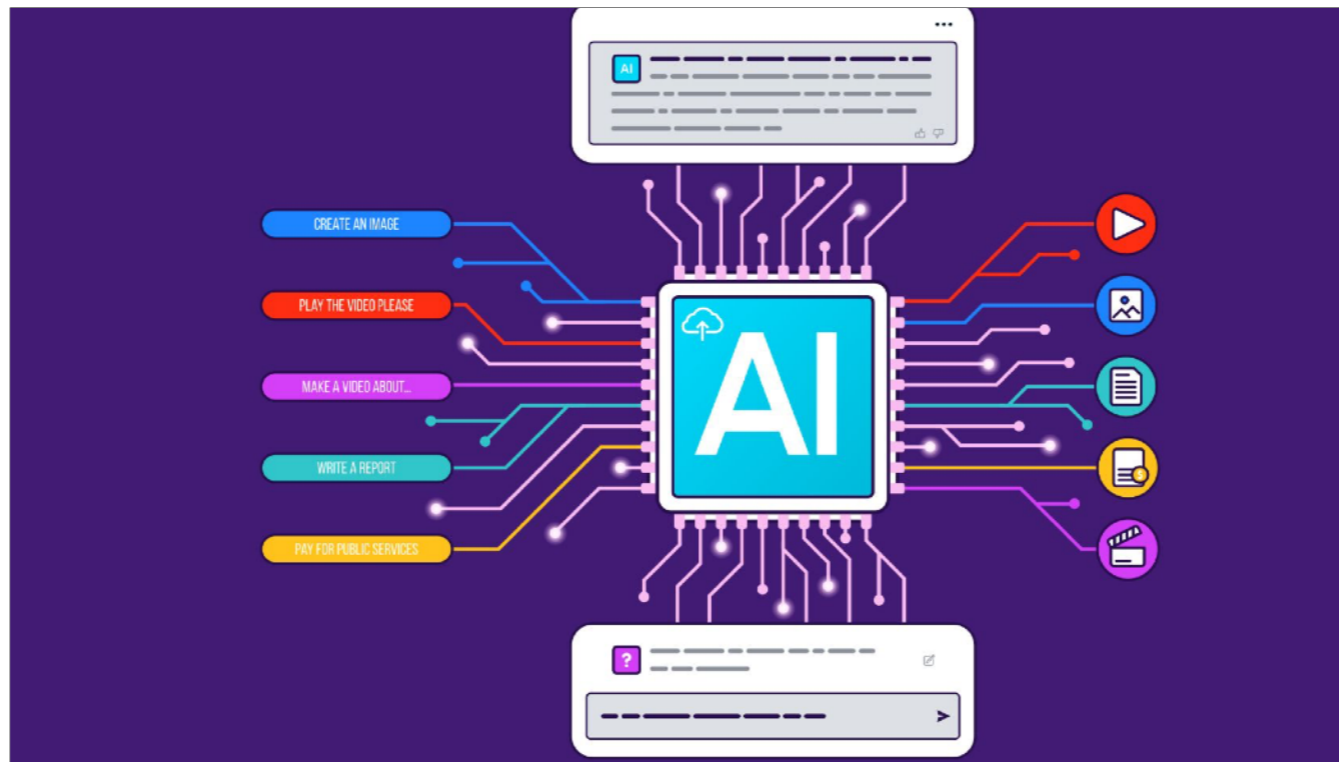 AI
CREATE AN IMAGE
PLAY THE VIDEO PLEASE
MAKE A VIDEO ABOUT...
WRITE A REPORT
PAY FOR PUBLIC SERVICES
AI
$
?